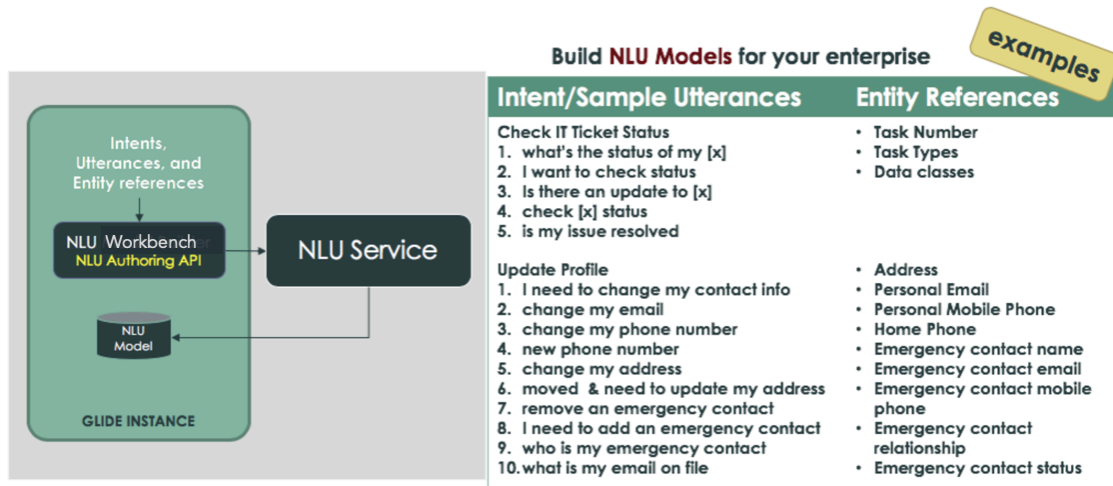 examples
Build NLU Models for your enterprise
Intent/Sample Utterances
Entity References
Intents,
Utterances, and
Entity references
NLU Workbench
NLU Authoring API
NLU Service
NLU
Model
GLIDE INSTANCE
Check IT Ticket Status
1. what's the status of my [x]
2. I want to check status
3. Is there an update to [x]
4. check [x] status
5. is my issue resolved
• Task Number
• Task Types
• Data classes
Update Profile
1. I need to change my contact info
2. change my email
3. change my phone number
4. new phone number
5. change my address
6. moved & need to update my address
7. remove an emergency contact
8. I need to add an emergency contact
9. who is my emergency contact
10. what is my email on file
• Address
• Personal Email
• Personal Mobile Phone
• Home Phone
• Emergency contact name
• Emergency contact email
• Emergency contact mobile
phone
• Emergency contact
relationship
• Emergency contact status